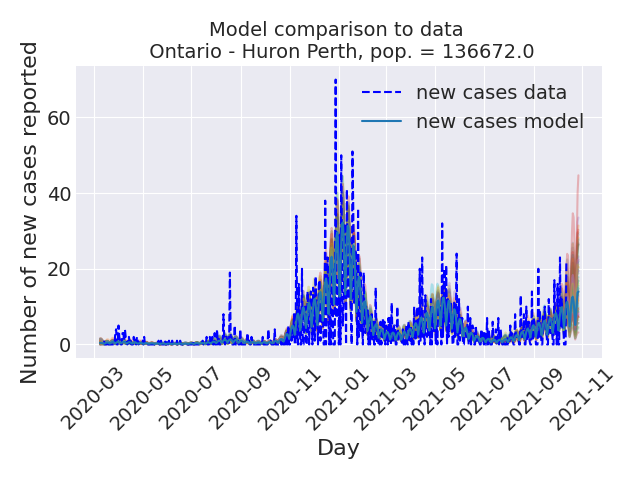 Model comparison to data
Ontario - Huron Perth, pop. = 136672.0
Number of new cases reported
60
40
20
0
new cases data
new cases model
2020-03
2020-05
2020-07
2020-09
2020-11
2021-01
2021-03
2021-05
2021-07
2021-09
2021-11
Day